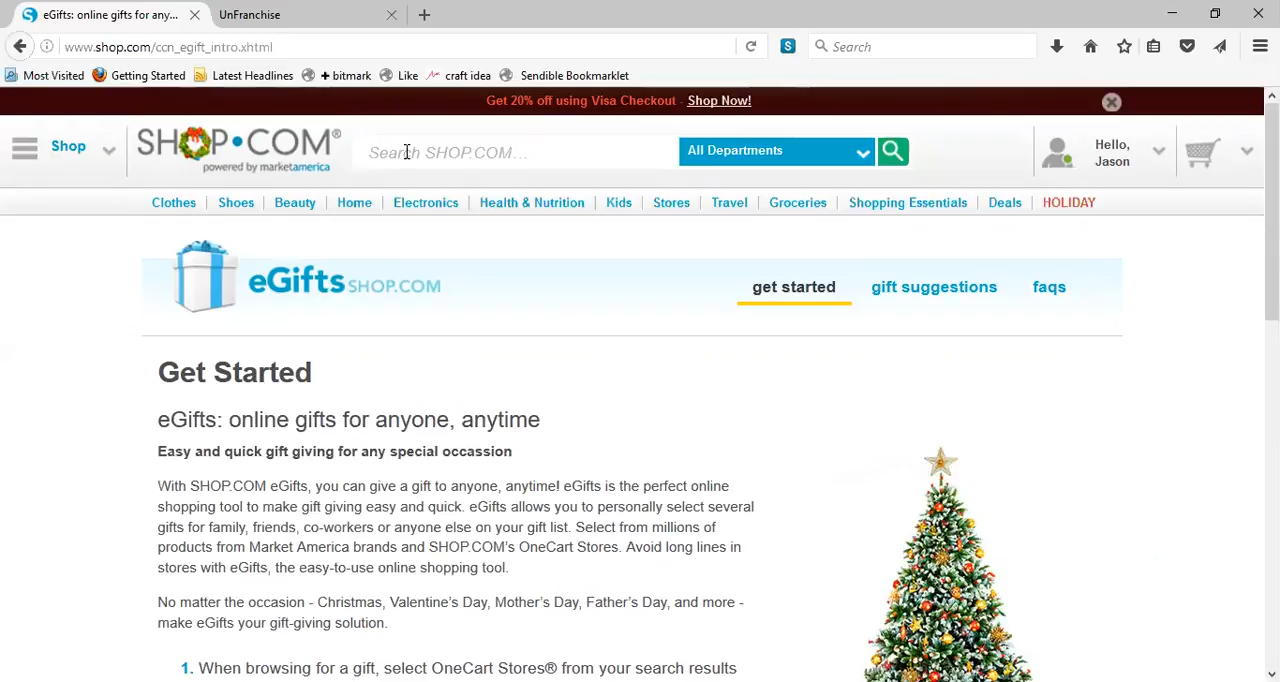 eGifts: online gifts for any...
UnFranchise
www.shop.com/ccn_egift_intro.xhtml
Search
Most Visited
Getting Started
Latest Headlines
+ bitmark
Like
craft idea
Sendible Bookmarklet
Get 20% off using Visa Checkout - Shop Now!
Shop
SHOP•COM®
powered by marketamerica
Search SHOP.COM...
All Departments
Hello,
Jason
Clothes
Shoes
Beauty
Home
Electronics
Health & Nutrition
Kids
Stores
Travel
Groceries
Shopping Essentials
Deals
HOLIDAY
eGifts SHOP.COM
get started
gift suggestions
faqs
Get Started
eGifts: online gifts for anyone, anytime
Easy and quick gift giving for any special occassion
With SHOP.COM eGifts, you can give a gift to anyone, anytime! eGifts is the perfect online
shopping tool to make gift giving easy and quick. eGifts allows you to personally select several
gifts for family, friends, co-workers or anyone else on your gift list. Select from millions of
products from Market America brands and SHOP.COM's OneCart Stores. Avoid long lines in
stores with eGifts, the easy-to-use online shopping tool.
No matter the occasion - Christmas, Valentine's Day, Mother's Day, Father's Day, and more -
make eGifts your gift-giving solution.
1. When browsing for a gift, select OneCart Stores® from your search results